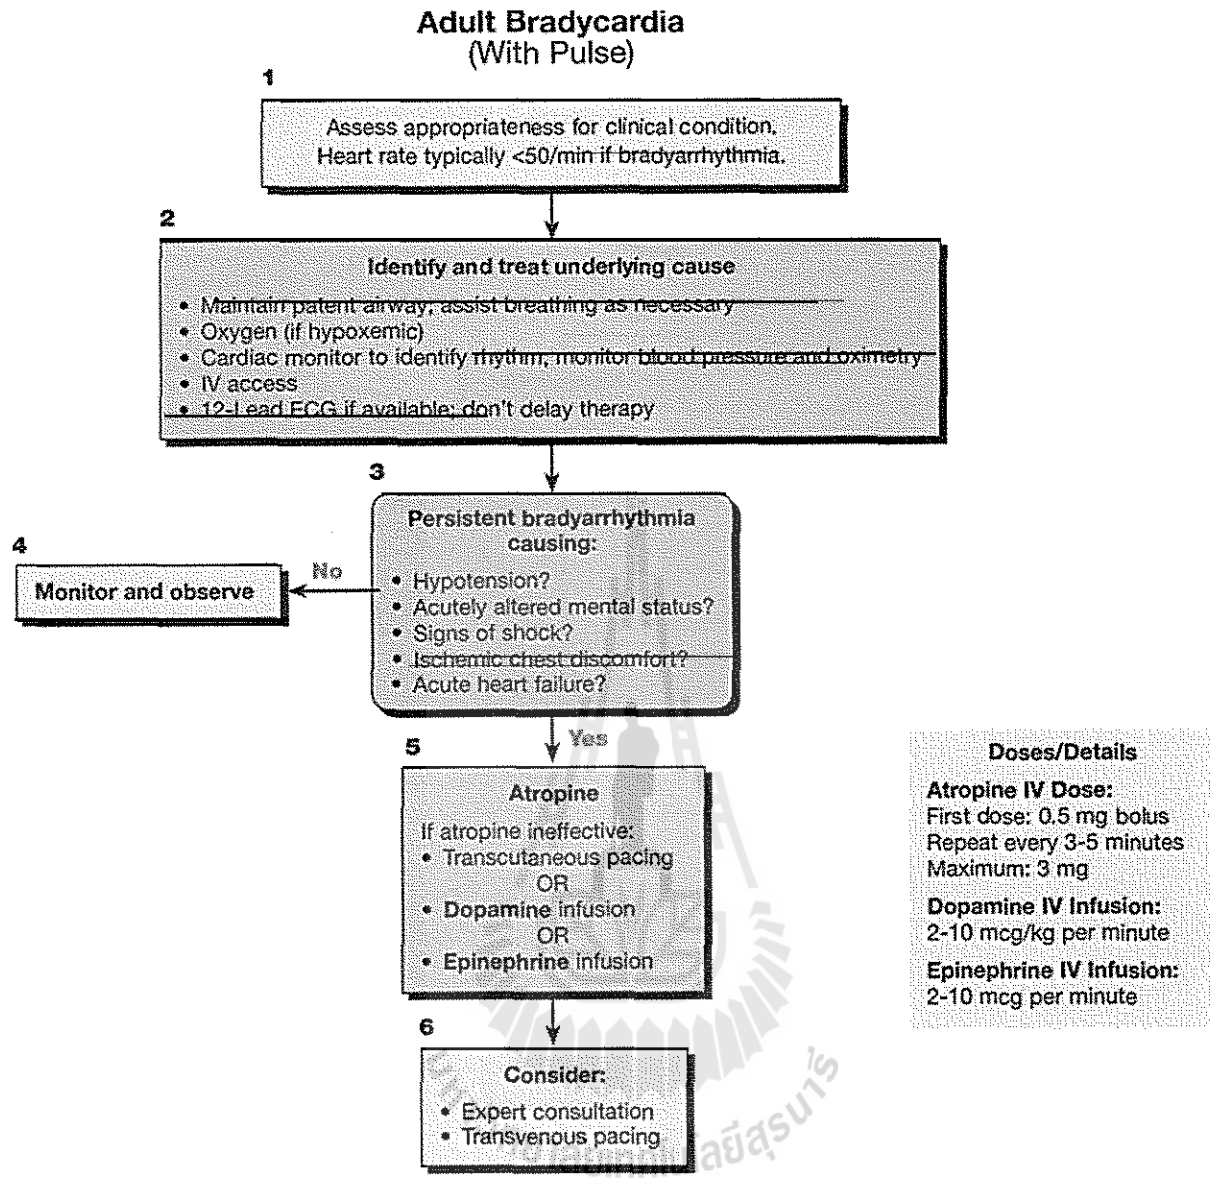 Adult Bradycardia
(With Pulse)
1
Assess appropriateness for clinical condition.
Heart rate typically <50/min if bradyarrhythmia.
2
Identify and treat underlying cause
• Maintain patent airway; assist breathing as necessary
• Oxygen (if hypoxemic)
• Cardiac monitor to identify rhythm; monitor blood pressure and oximetry
• IV access
• 12-Lead ECG if available; don't delay therapy
3
Persistent bradyarrhythmia
causing:
• Hypotension?
• Acutely altered mental status?
• Signs of shock?
• Ischemic chest discomfort?
• Acute heart failure?
No
4
Monitor and observe
Yes
5
Atropine
If atropine ineffective:
• Transcutaneous pacing
OR
• Dopamine infusion
OR
• Epinephrine infusion
6
Consider:
• Expert consultation
• Transvenous pacing
Doses/Details
Atropine IV Dose:
First dose: 0.5 mg bolus
Repeat every 3-5 minutes
Maximum: 3 mg
Dopamine IV Infusion:
2-10 mcg/kg per minute
Epinephrine IV Infusion:
2-10 mcg per minute